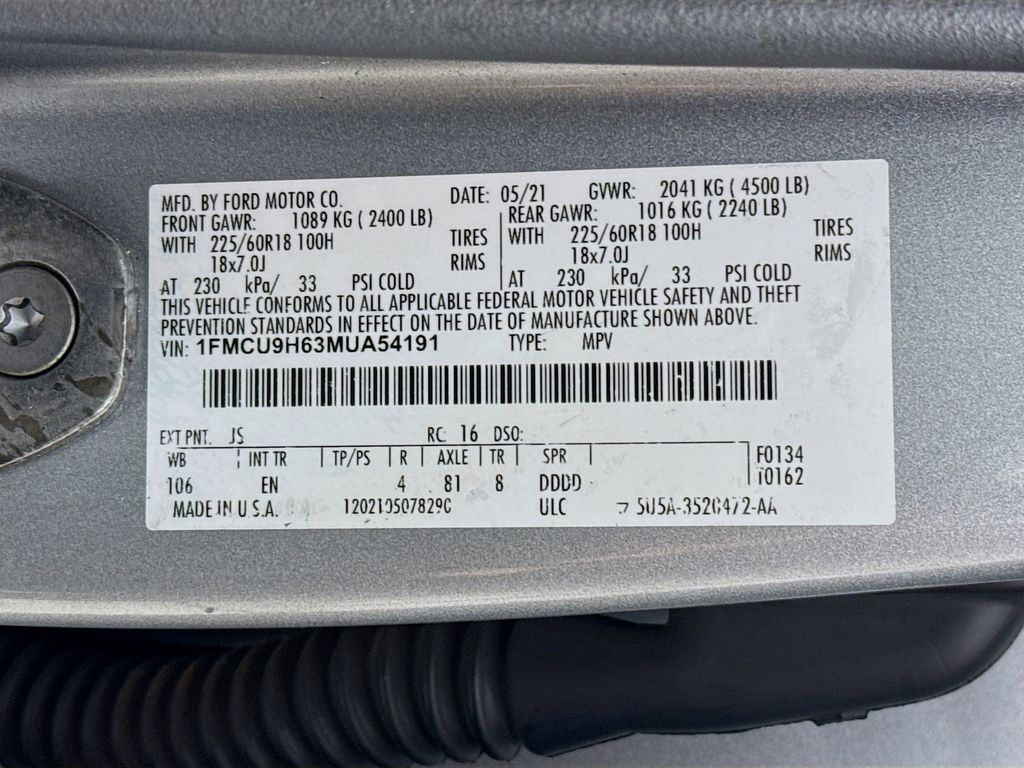 MFD. BY FORD MOTOR CO. DATE: 05/21 GVWR: 2041 KG ( 4500 LB)
FRONT GAWR: 1089 KG ( 2400 LB) REAR GAWR: 1016 KG ( 2240 LB)
WITH 225/60R18 100H TIRES WITH 225/60R18 100H TIRES
18x7.0J RIMS 18x7.0J RIMS
AT 230 kPa/ 33 PSI COLD AT 230 kPa/ 33 PSI COLD
THIS VEHICLE CONFORMS TO ALL APPLICABLE FEDERAL MOTOR VEHICLE SAFETY AND THEFT
PREVENTION STANDARDS IN EFFECT ON THE DATE OF MANUFACTURE SHOWN ABOVE.
VIN: 1FMCU9H63MUA54191 TYPE: MPV
EXT PNT. JS RC: 16 DSO:
WB INT TR TP/PS R AXLE TR SPR F0134
106 EN 4 81 8 DDDD T0162
MADE IN U.S.A. ULC